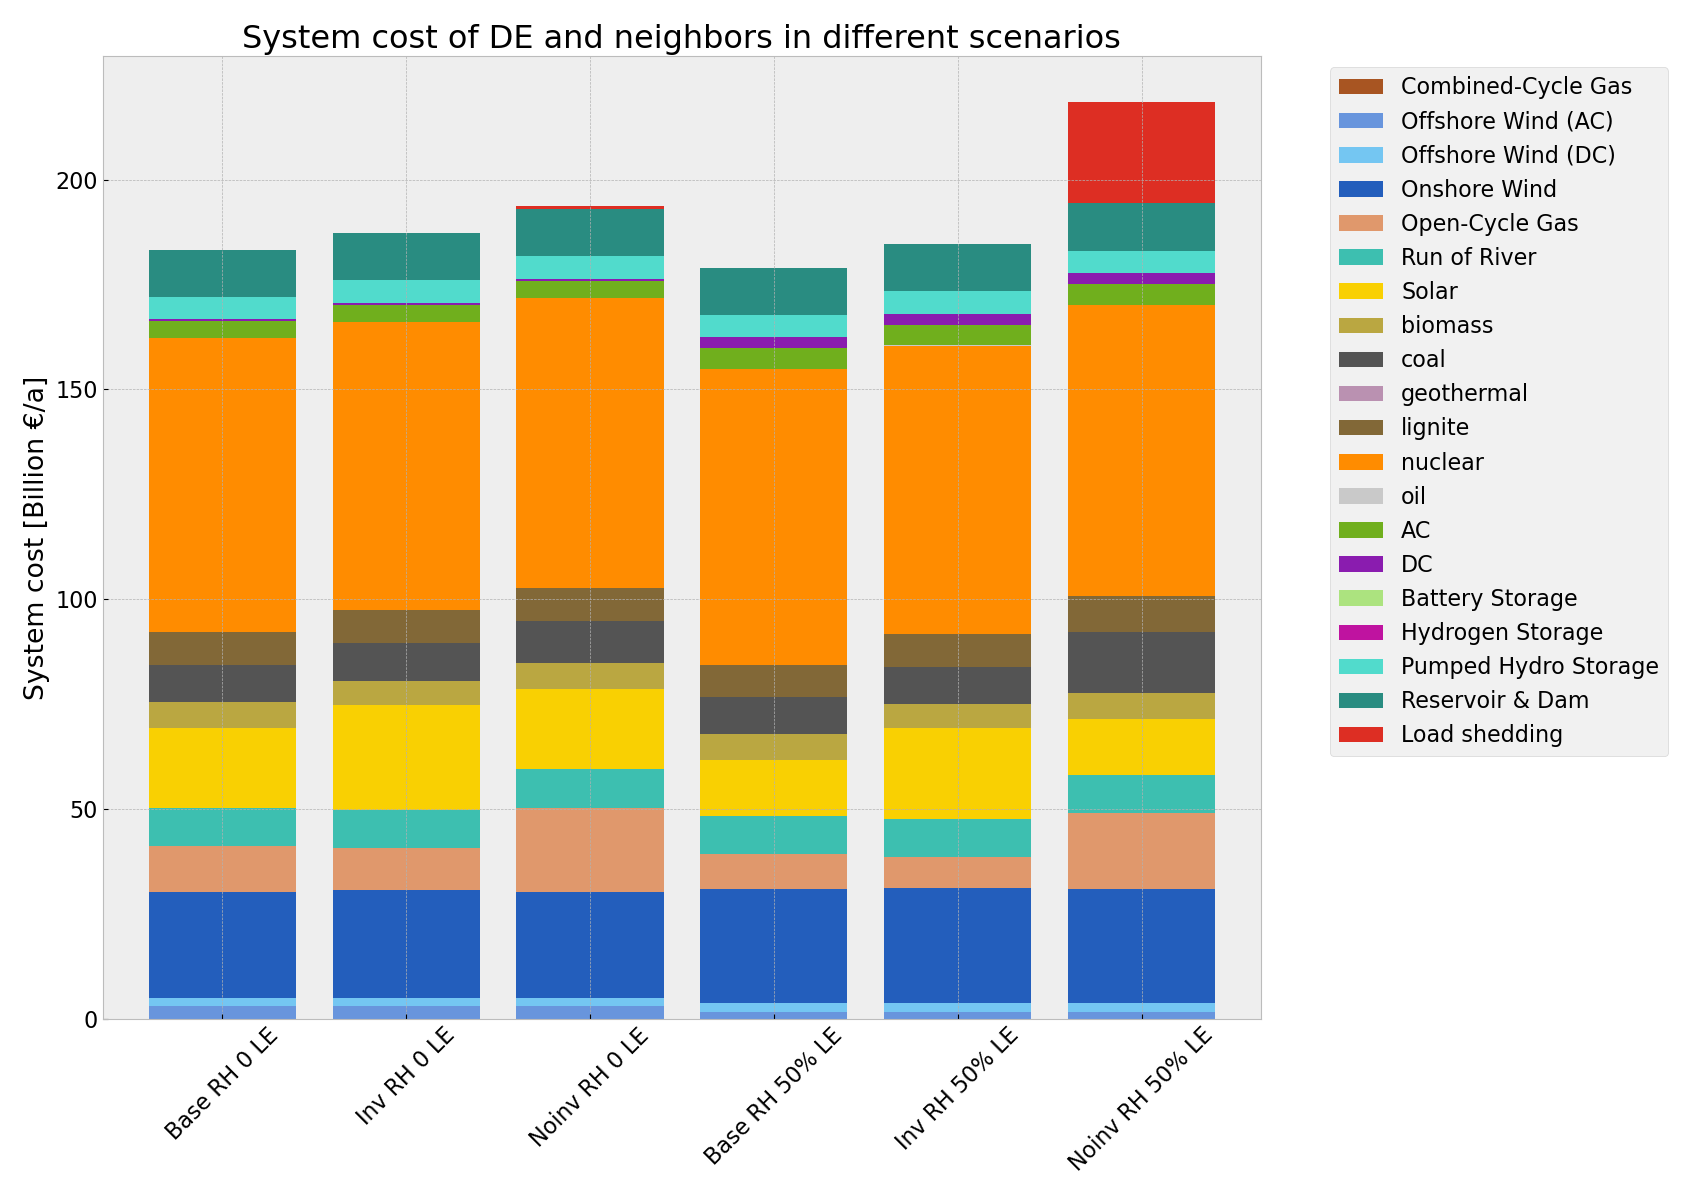 System cost of DE and neighbors in different scenarios
System cost [Billion €/a]
200
150
100
50
0
Base RH 0 LE
Inv RH 0 LE
Noinv RH 0 LE
Base RH 50% LE
Inv RH 50% LE
Noinv RH 50% LE
Combined-Cycle Gas
Offshore Wind (AC)
Offshore Wind (DC)
Onshore Wind
Open-Cycle Gas
Run of River
Solar
biomass
coal
geothermal
lignite
nuclear
oil
AC
DC
Battery Storage
Hydrogen Storage
Pumped Hydro Storage
Reservoir & Dam
Load shedding